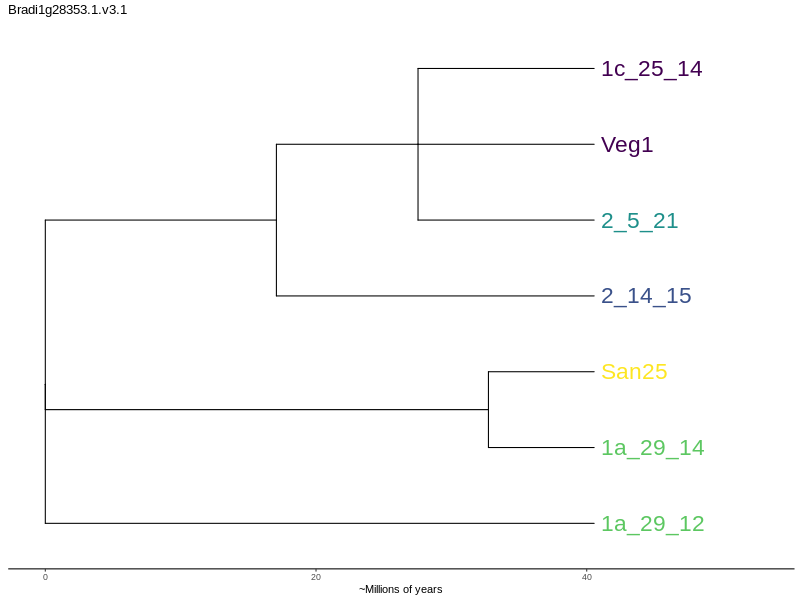 Bradi1g28353.1.v3.1
1c_25_14
Veg1
2_5_21
2_14_15
San25
1a_29_14
1a_29_12
0 20 40
~Millions of years